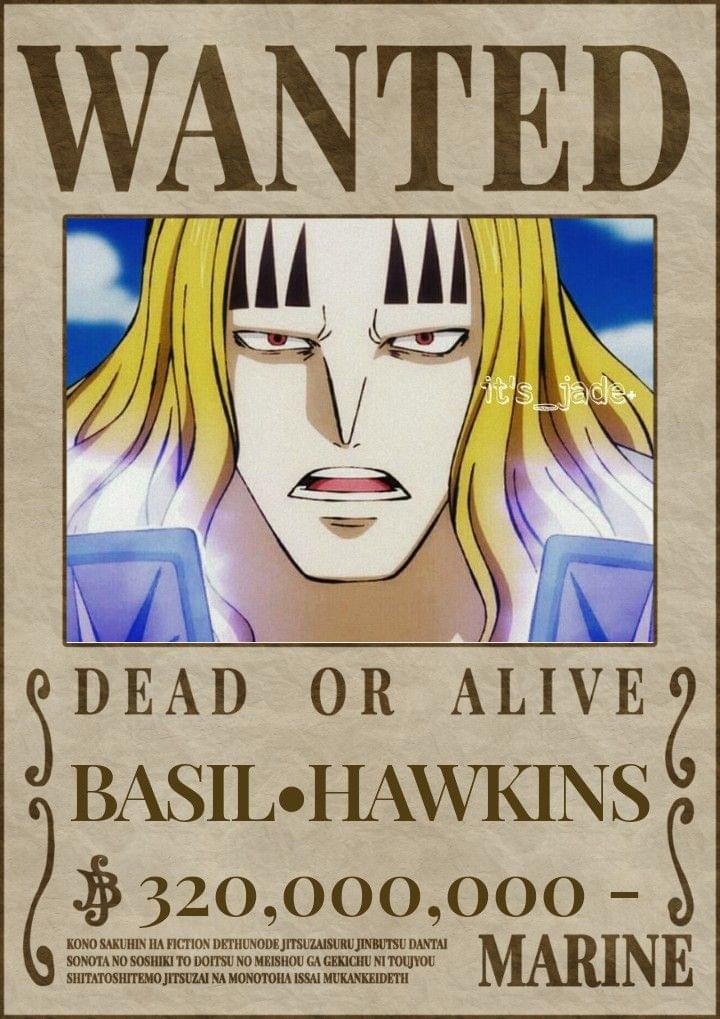 WANTED
it's_jade+
DEAD OR ALIVE
BASIL•HAWKINS
฿ 320,000,000 -
KONO SAKUHIN HA FICTION DETHUNODE JITSUZAISURU JINBUTSU DANTAI
SONOTA NO SOSHIKI TO DOITSU NO MEISHOU GA GEKICHU NI TOUJYOU
SHITATOSHITEMO JITSUZAI NA MONOTOHA ISSAI MUKANKEIDETH
MARINE